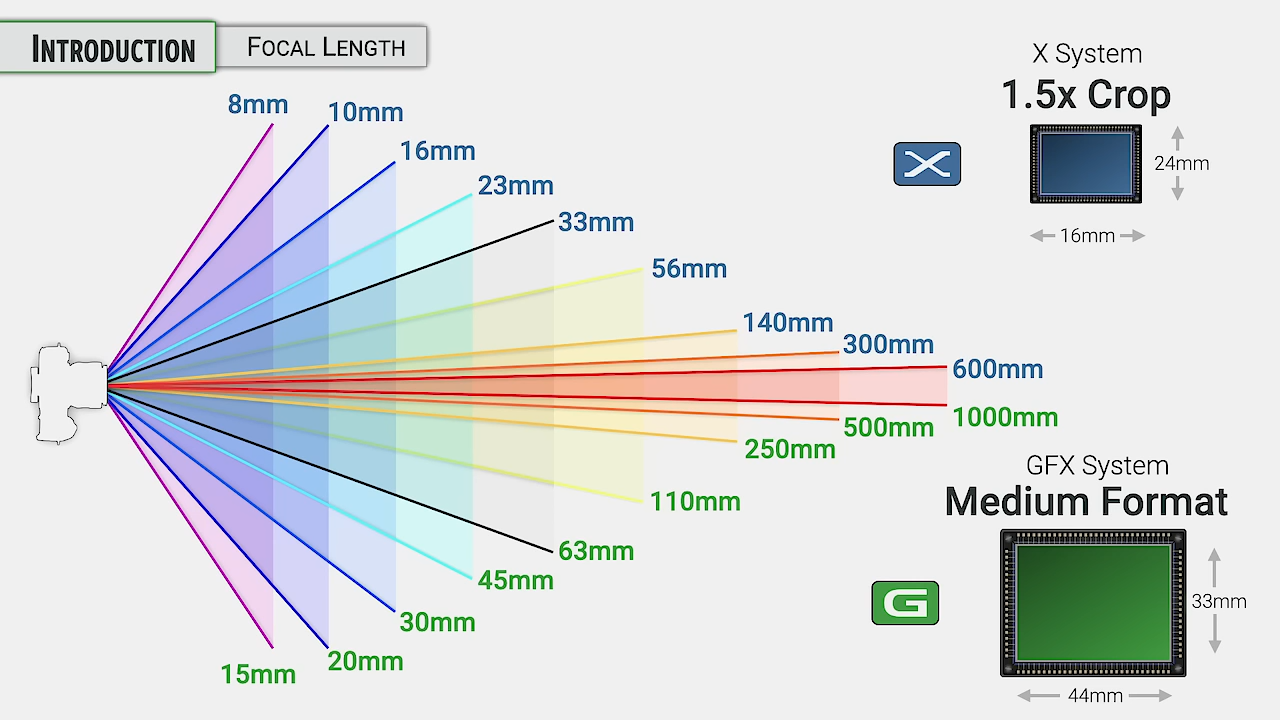 INTRODUCTION
FOCAL LENGTH
8mm
10mm
16mm
23mm
33mm
56mm
140mm
300mm
600mm
1000mm
500mm
250mm
110mm
63mm
45mm
30mm
20mm
15mm
X System
1.5x Crop
X
24mm
16mm
GFX System
Medium Format
G
33mm
44mm